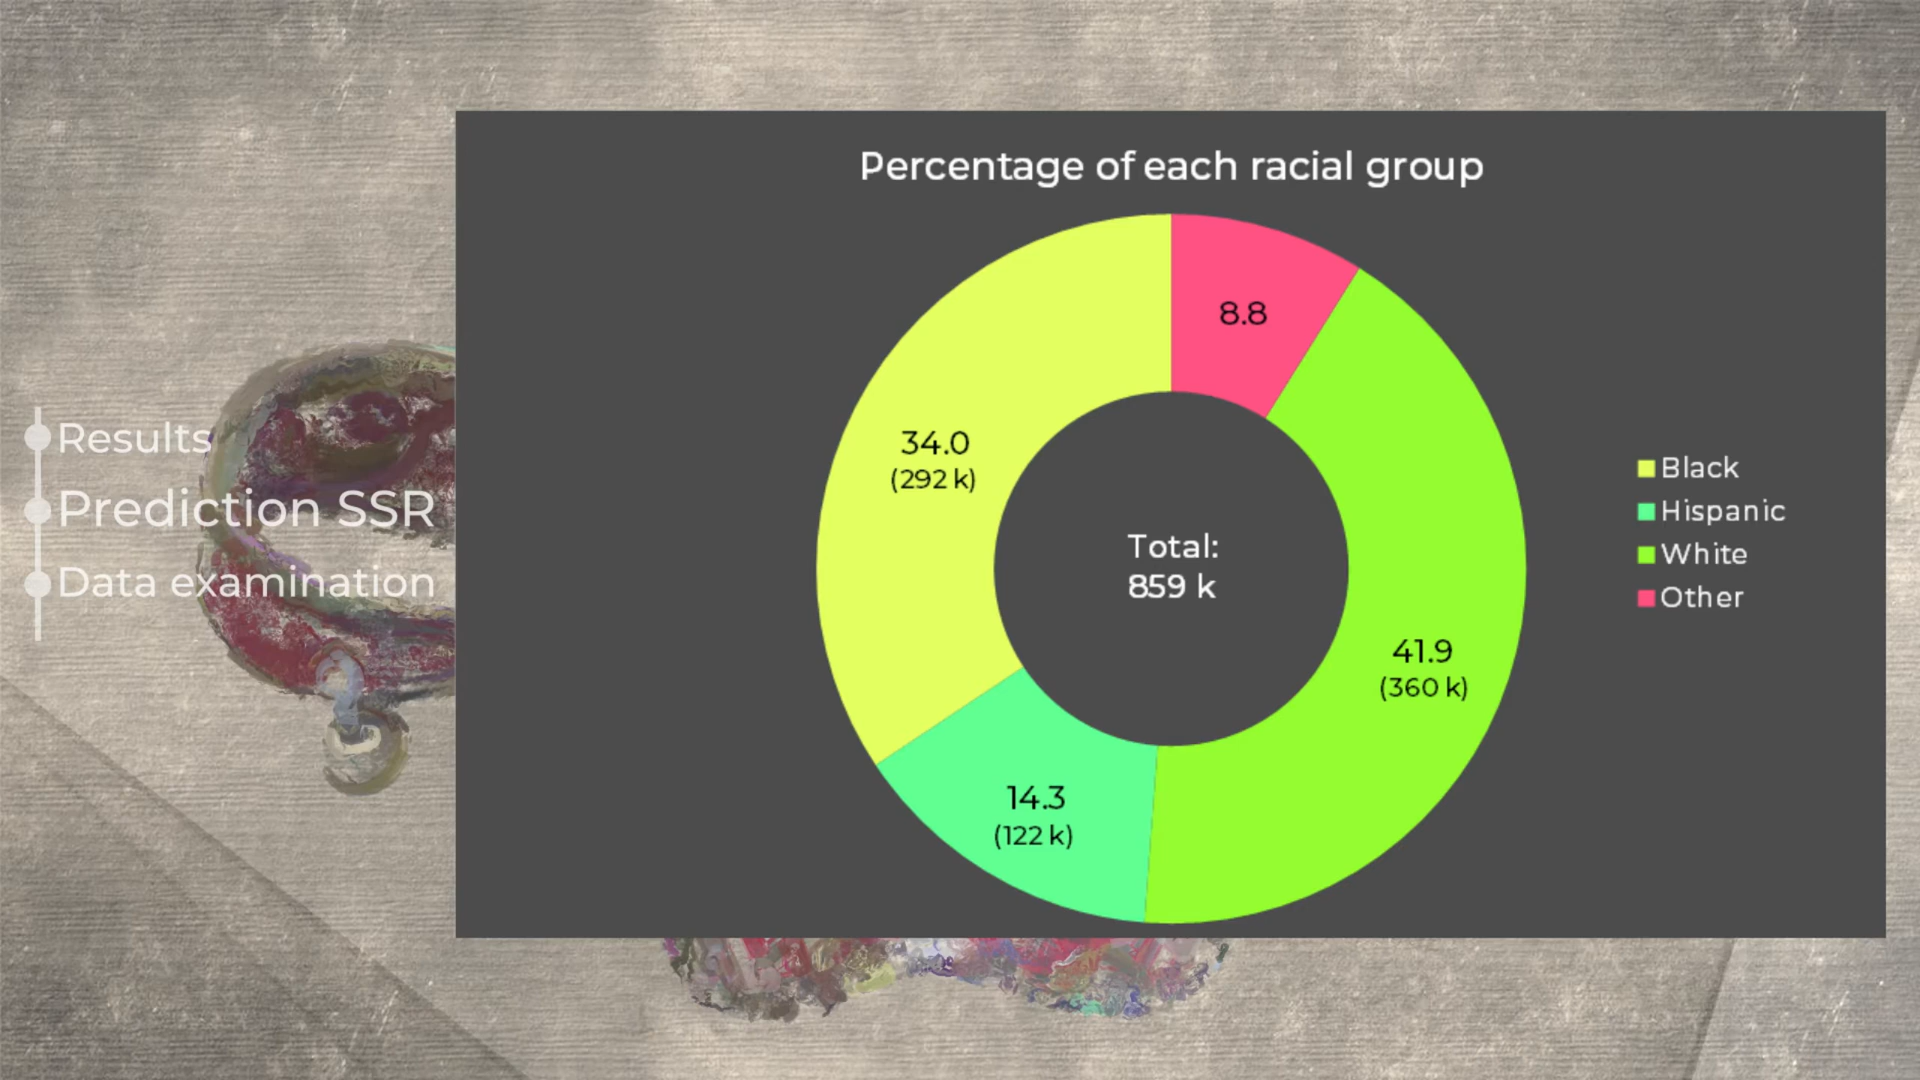 Results
Prediction SSR
Data examination
Percentage of each racial group
8.8
34.0
(292 k)
Total:
859 k
41.9
(360 k)
14.3
(122 k)
Black
Hispanic
White
Other